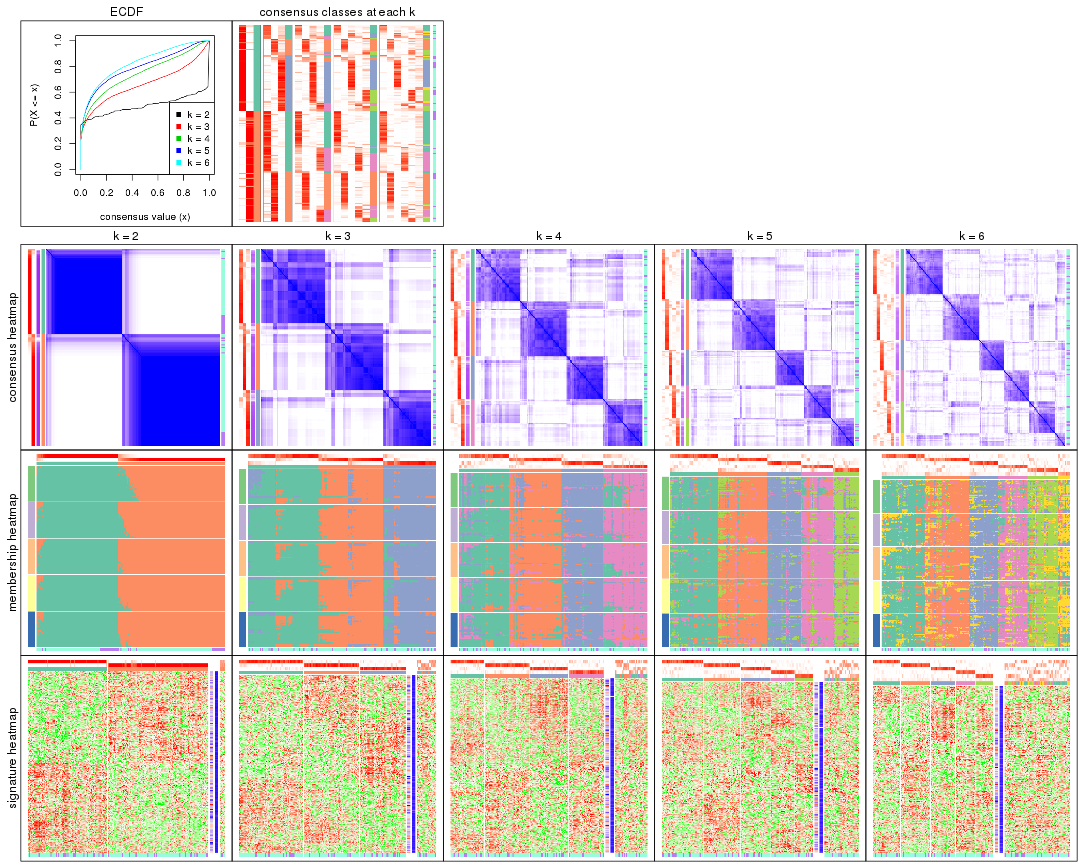 ECDF
consensus classes at each k
P(X <= x)
0.0 0.2 0.4 0.6 0.8 1.0
k = 2
k = 3
k = 4
k = 5
k = 6
0.0 0.2 0.4 0.6 0.8 1.0
consensus value (x)
k = 2 k = 3 k = 4 k = 5 k = 6
consensus heatmap
membership heatmap
signature heatmap